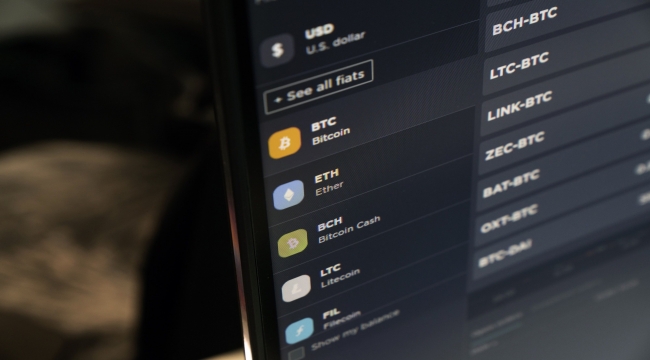 USD
U.S. dollar
+ See all fiats
BTC
Bitcoin
ETH
Ether
BCH
Bitcoin Cash
LTC
Litecoin
FIL
Filecoin
Show my balance
BCH-BTC
LTC-BTC
LINK-BTC
ZEC-BTC
BAT-BTC
OXT-BTC
BTC-DAI